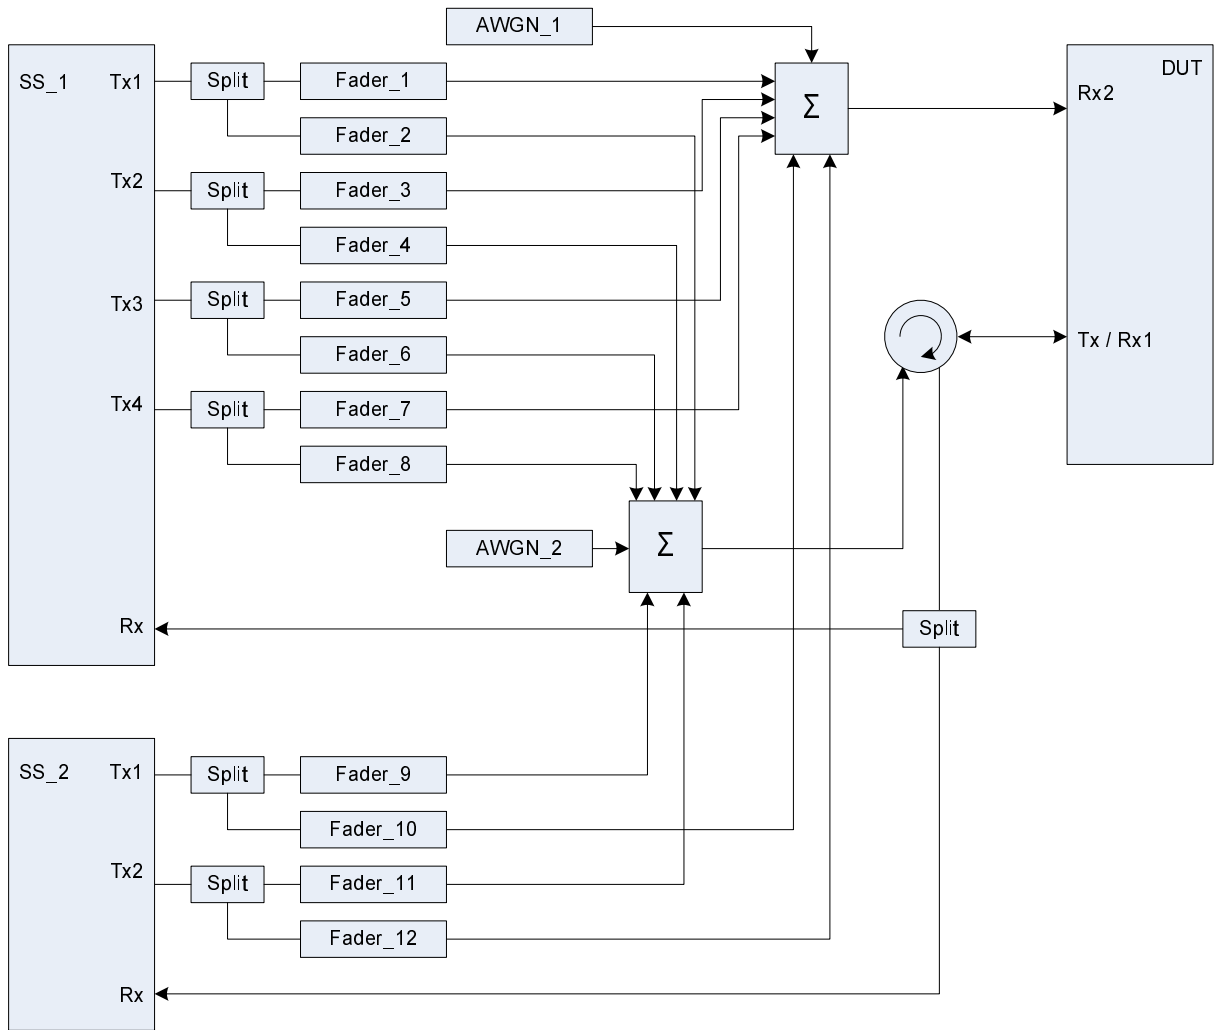 AWGN_1
SS_1
Tx1
Split
Fader_1
Σ
DUT
Rx2
Fader_2
Tx2
Split
Fader_3
Fader_4
Tx3
Split
Fader_5
Fader_6
Tx / Rx1
Tx4
Split
Fader_7
Fader_8
AWGN_2
Σ
Rx
Split
SS_2
Tx1
Split
Fader_9
Fader_10
Tx2
Split
Fader_11
Fader_12
Rx